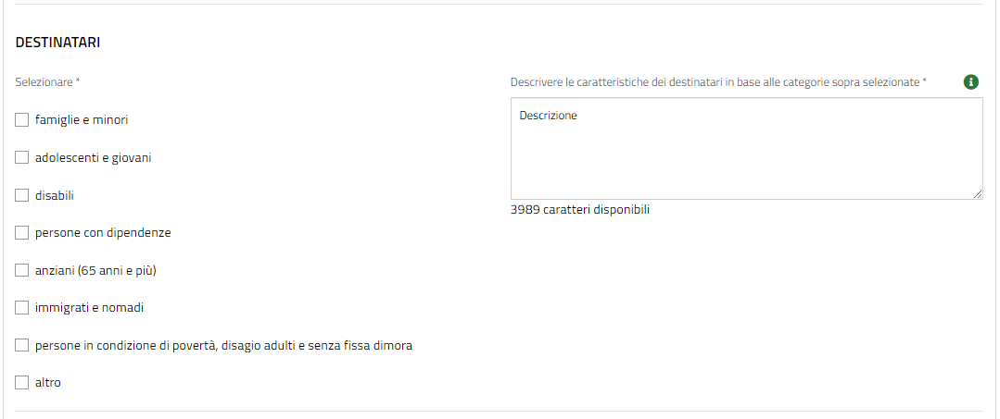 DESTINATARI
Selezionare *
famiglie e minori
adolescenti e giovani
disabili
persone con dipendenze
anziani (65 anni e più)
immigrati e nomadi
persone in condizione di povertà, disagio adulti e senza fissa dimora
altro
Descrivere le caratteristiche dei destinatari in base alle categorie sopra selezionate *
Descrizione
3989 caratteri disponibili